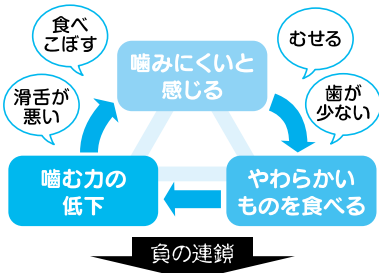 食べ
こぼす
むせる
滑舌が
悪い
歯が
少ない
噛みにくいと
感じる
噛む力の
低下
やわらかい
ものを食べる
負の連鎖